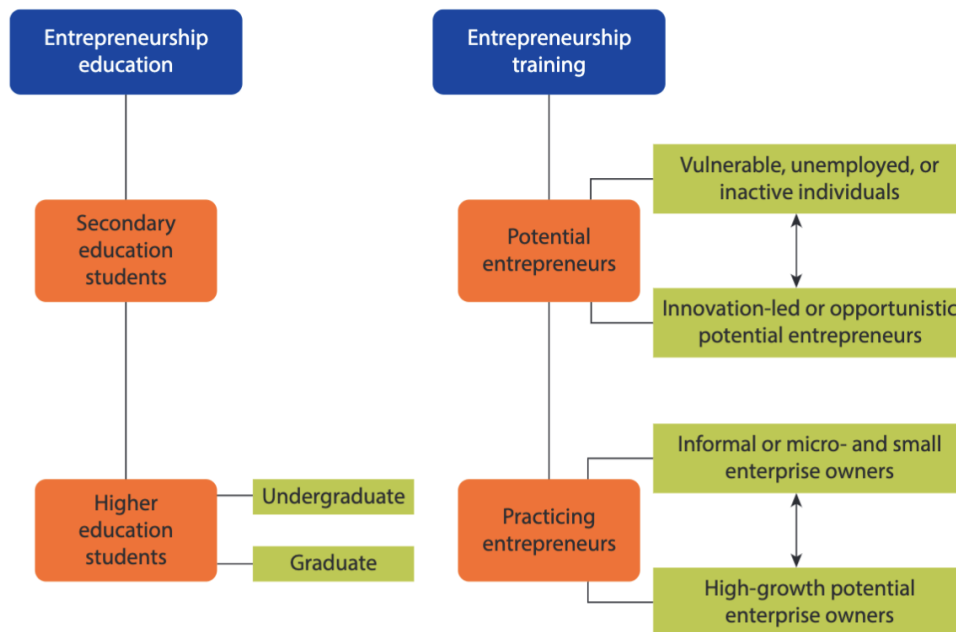 Entrepreneurship
education
Secondary
education
students
Higher
education
students
Undergraduate
Graduate
Entrepreneurship
training
Potential
entrepreneurs
Vulnerable, unemployed, or
inactive individuals
Innovation-led or opportunistic
potential entrepreneurs
Practicing
entrepreneurs
Informal or micro- and small
enterprise owners
High-growth potential
enterprise owners